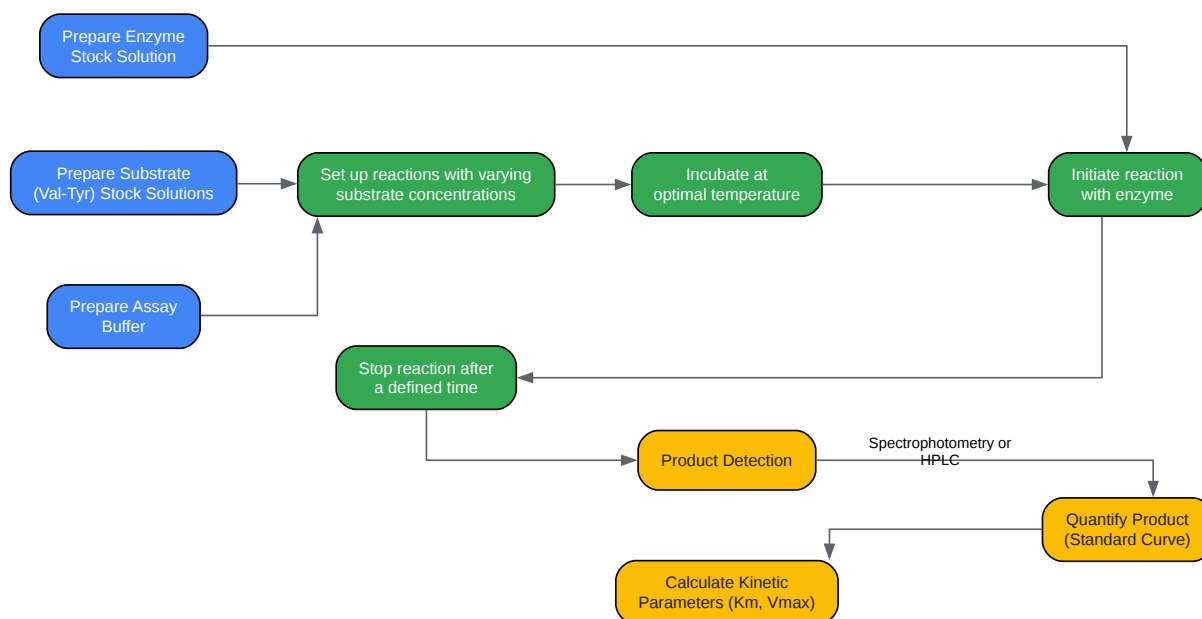 Prepare Enzyme
Stock Solution
Prepare Substrate
(Val-Tyr) Stock Solutions
Set up reactions with varying
substrate concentrations
Incubate at
optimal temperature
Initiate reaction
with enzyme
Prepare Assay
Buffer
Stop reaction after
a defined time
Product Detection
Spectrophotometry or
HPLC
Quantify Product
(Standard Curve)
Calculate Kinetic
Parameters (Km, Vmax)